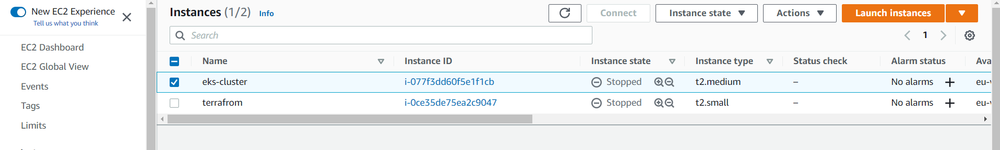 New EC2 Experience
Tell us what you think
EC2 Dashboard
EC2 Global View
Events
Tags
Limits
Instances (1/2) Info
Connect
Instance state
Actions
Launch instances
Search
1
Name Instance ID Instance state Instance type Status check Alarm status Ava
eks-cluster i-077f3dd60f5e1f1cb Stopped t2.medium – No alarms + eu-
terrafrom i-0ce35de75ea2c9047 Stopped t2.small – No alarms + eu-